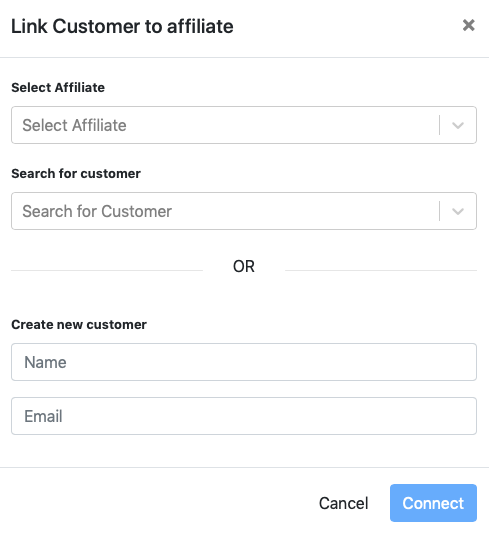 Link Customer to affiliate ×
Select Affiliate
Select Affiliate
Search for customer
Search for Customer
OR
Create new customer
Name
Email
Cancel Connect